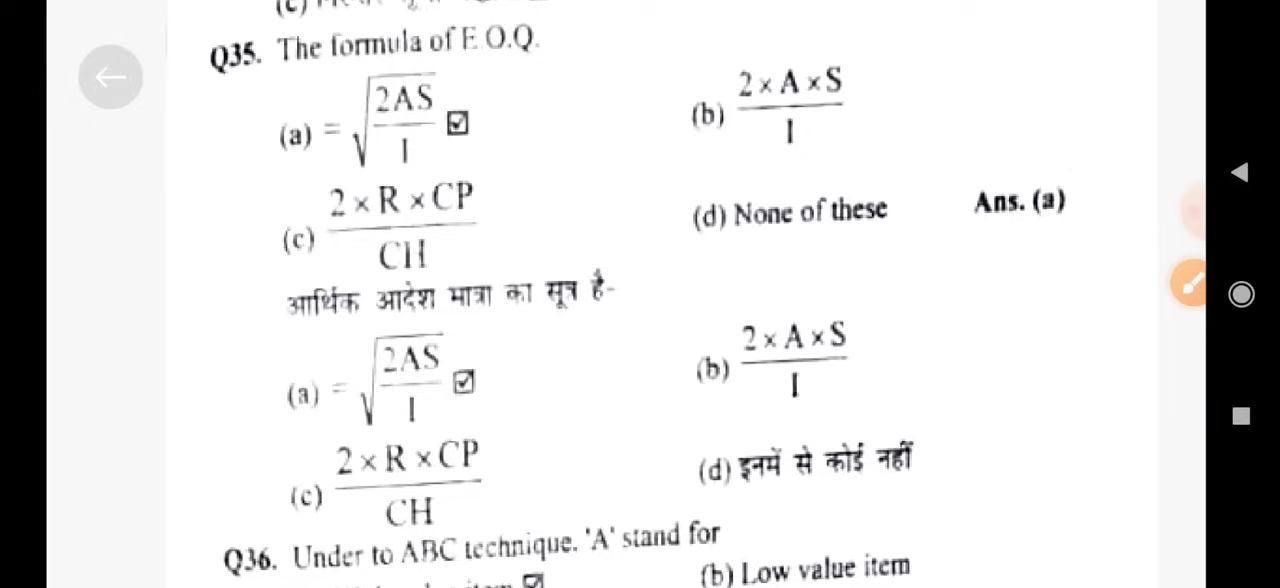 (c)
Q35. The formula of E.O.Q.
(a) = √(2AS / I) ☑ (b) 2 × A × S / I
(c) 2 × R × CP / CH (d) None of these Ans. (a)
आर्थिक आदेश मात्रा का सूत्र है-
(a) = √(2AS / I) ☑ (b) 2 × A × S / I
(c) 2 × R × CP / CH (d) इनमें से कोई नहीं
Q36. Under to ABC technique. 'A' stand for
(b) Low value item